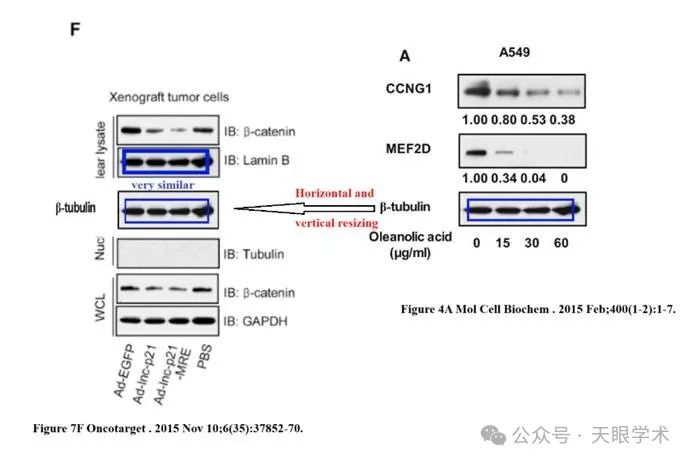 F
Xenograft tumor cells
lear lysate
IB: β-catenin
IB: Lamin B
very similar
β-tubulin
Nuc
IB: Tubulin
WCL
IB: β-catenin
IB: GAPDH
Ad-EGFP
Ad-lnc-p21
Ad-lnc-p21
-MRE
PBS
Figure 7F Oncotarget . 2015 Nov 10;6(35):37852-70.
Horizontal and
vertical resizing
A
A549
CCNG1
1.00 0.80 0.53 0.38
MEF2D
1.00 0.34 0.04 0
β-tubulin
Oleanolic acid
(μg/ml)
0 15 30 60
Figure 4A Mol Cell Biochem . 2015 Feb;400(1-2):1-7.
公众号 · 天眼学术